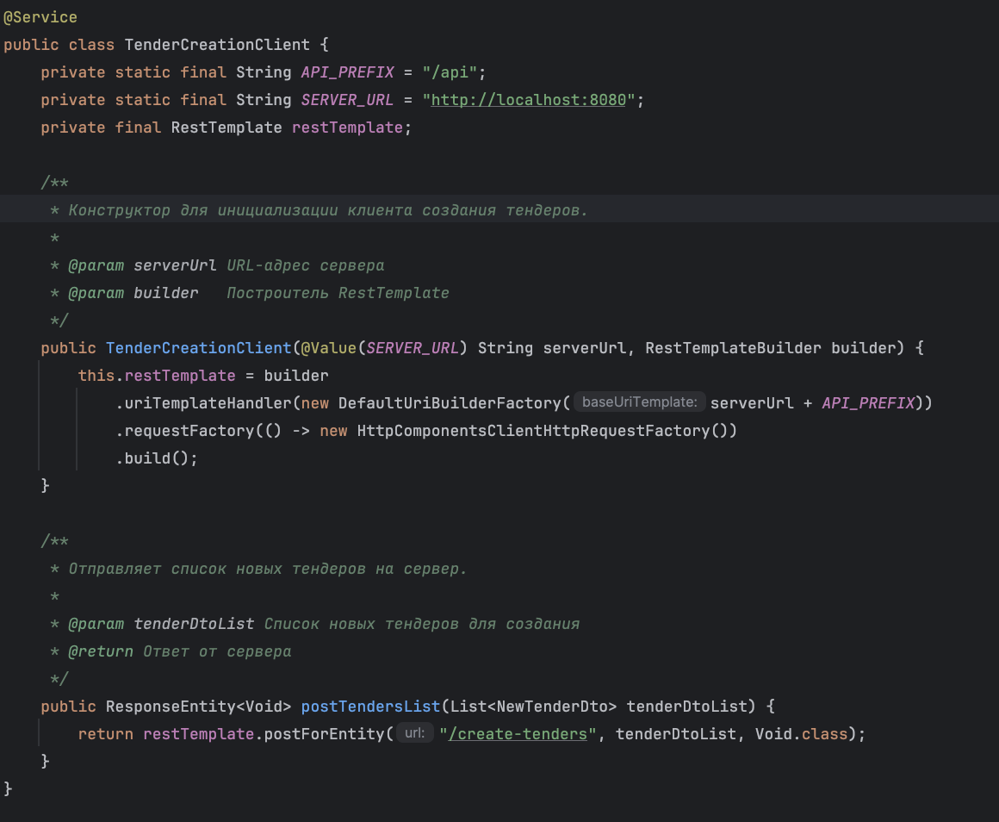 @Service
public class TenderCreationClient {
    private static final String API_PREFIX = "/api";
    private static final String SERVER_URL = "http://localhost:8080";
    private final RestTemplate restTemplate;

    /**
     * Конструктор для инициализации клиента создания тендеров.
     *
     * @param serverUrl URL-адрес сервера
     * @param builder   Построитель RestTemplate
     */
    public TenderCreationClient(@Value(SERVER_URL) String serverUrl, RestTemplateBuilder builder) {
        this.restTemplate = builder
            .uriTemplateHandler(new DefaultUriBuilderFactory( baseUriTemplate: serverUrl + API_PREFIX))
            .requestFactory(() -> new HttpComponentsClientHttpRequestFactory())
            .build();
    }

    /**
     * Отправляет список новых тендеров на сервер.
     *
     * @param tenderDtoList Список новых тендеров для создания
     * @return Ответ от сервера
     */
    public ResponseEntity<Void> postTendersList(List<NewTenderDto> tenderDtoList) {
        return restTemplate.postForEntity( url: "/create-tenders", tenderDtoList, Void.class);
    }
}